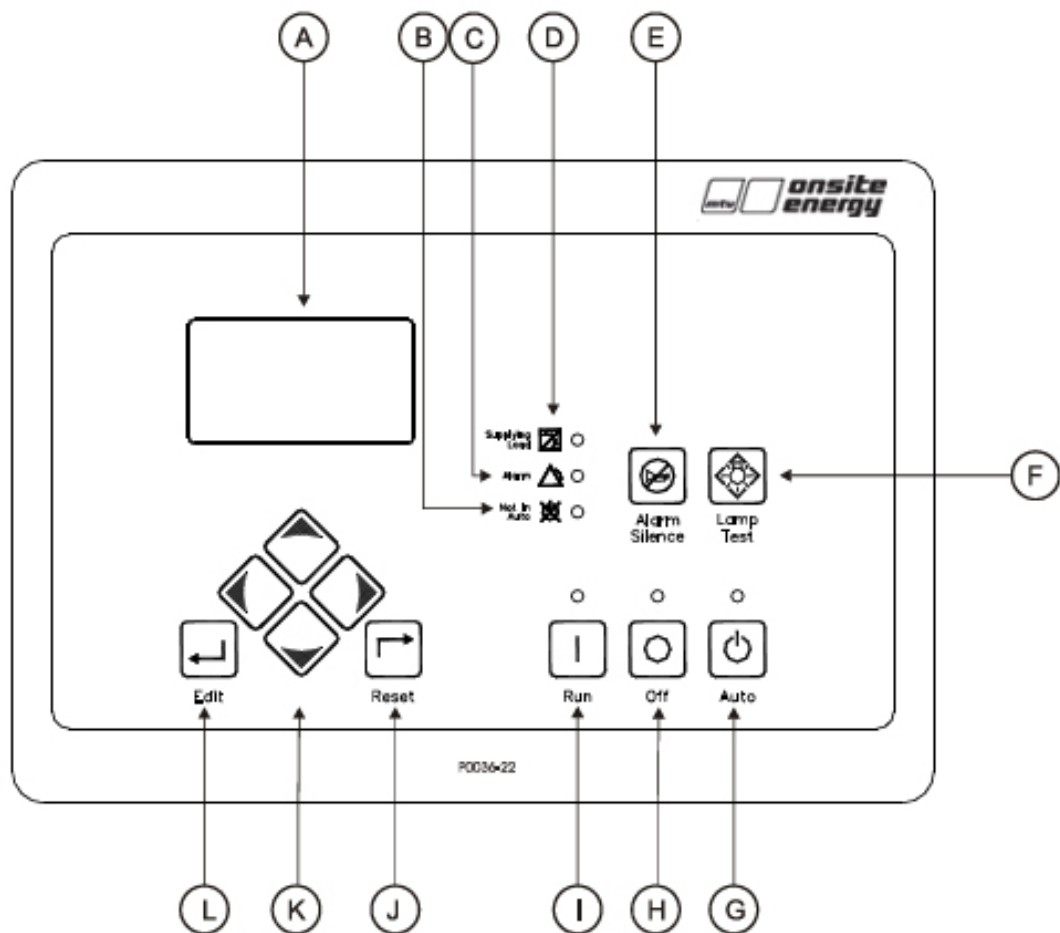 A
B
C
D
E
mtu onsite
energy
Supplying
Load
Alarm
Not In
Auto
Alarm
Silence
Lamp
Test
F
Edit
Reset
Run
Off
Auto
P0036-22
L
K
J
I
H
G